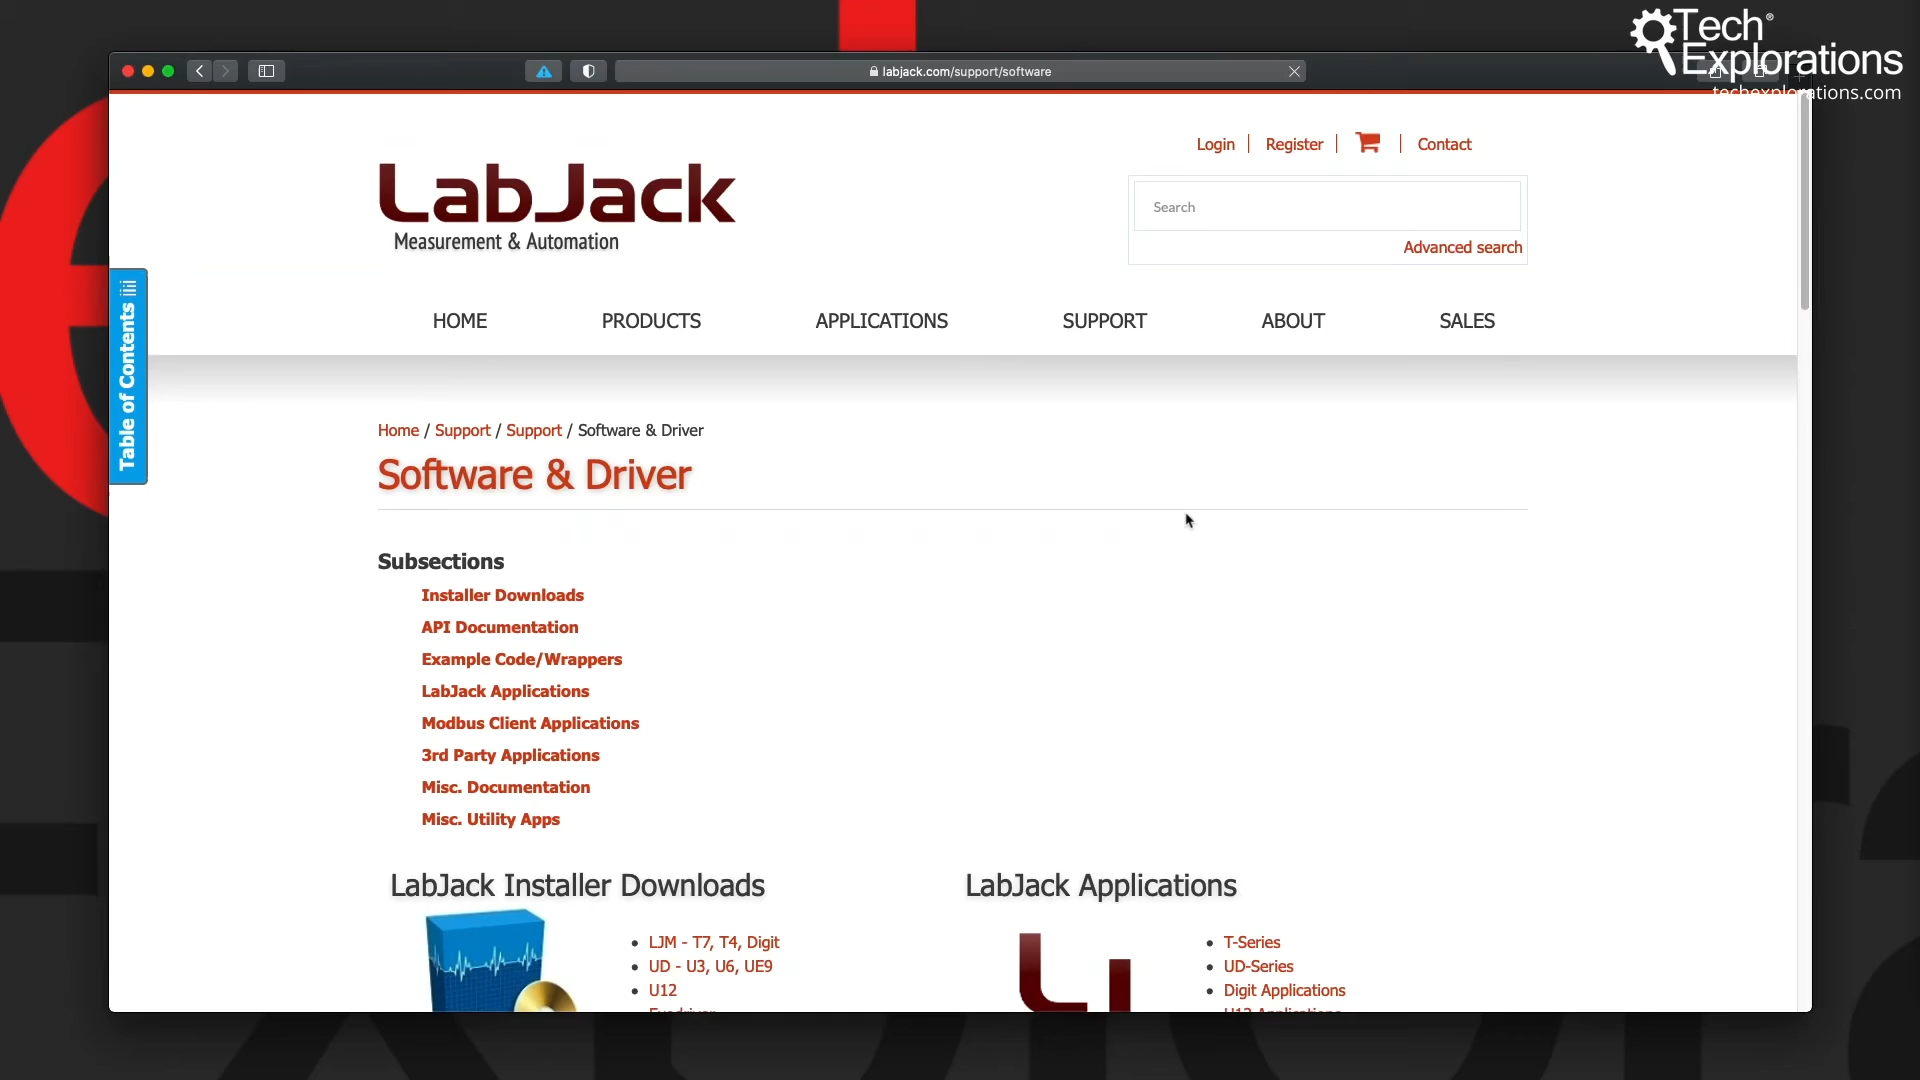 Tech®
Explorations
techexplorations.com
labjack.com/support/software
Login
Register
Contact
LabJack
Measurement & Automation
Search
Advanced search
Table of Contents
HOME
PRODUCTS
APPLICATIONS
SUPPORT
ABOUT
SALES
Home / Support / Support / Software & Driver
Software & Driver
Subsections
Installer Downloads
API Documentation
Example Code/Wrappers
LabJack Applications
Modbus Client Applications
3rd Party Applications
Misc. Documentation
Misc. Utility Apps
LabJack Installer Downloads
LJM - T7, T4, Digit
UD - U3, U6, UE9
U12
LabJack Applications
T-Series
UD-Series
Digit Applications
U12 Applications